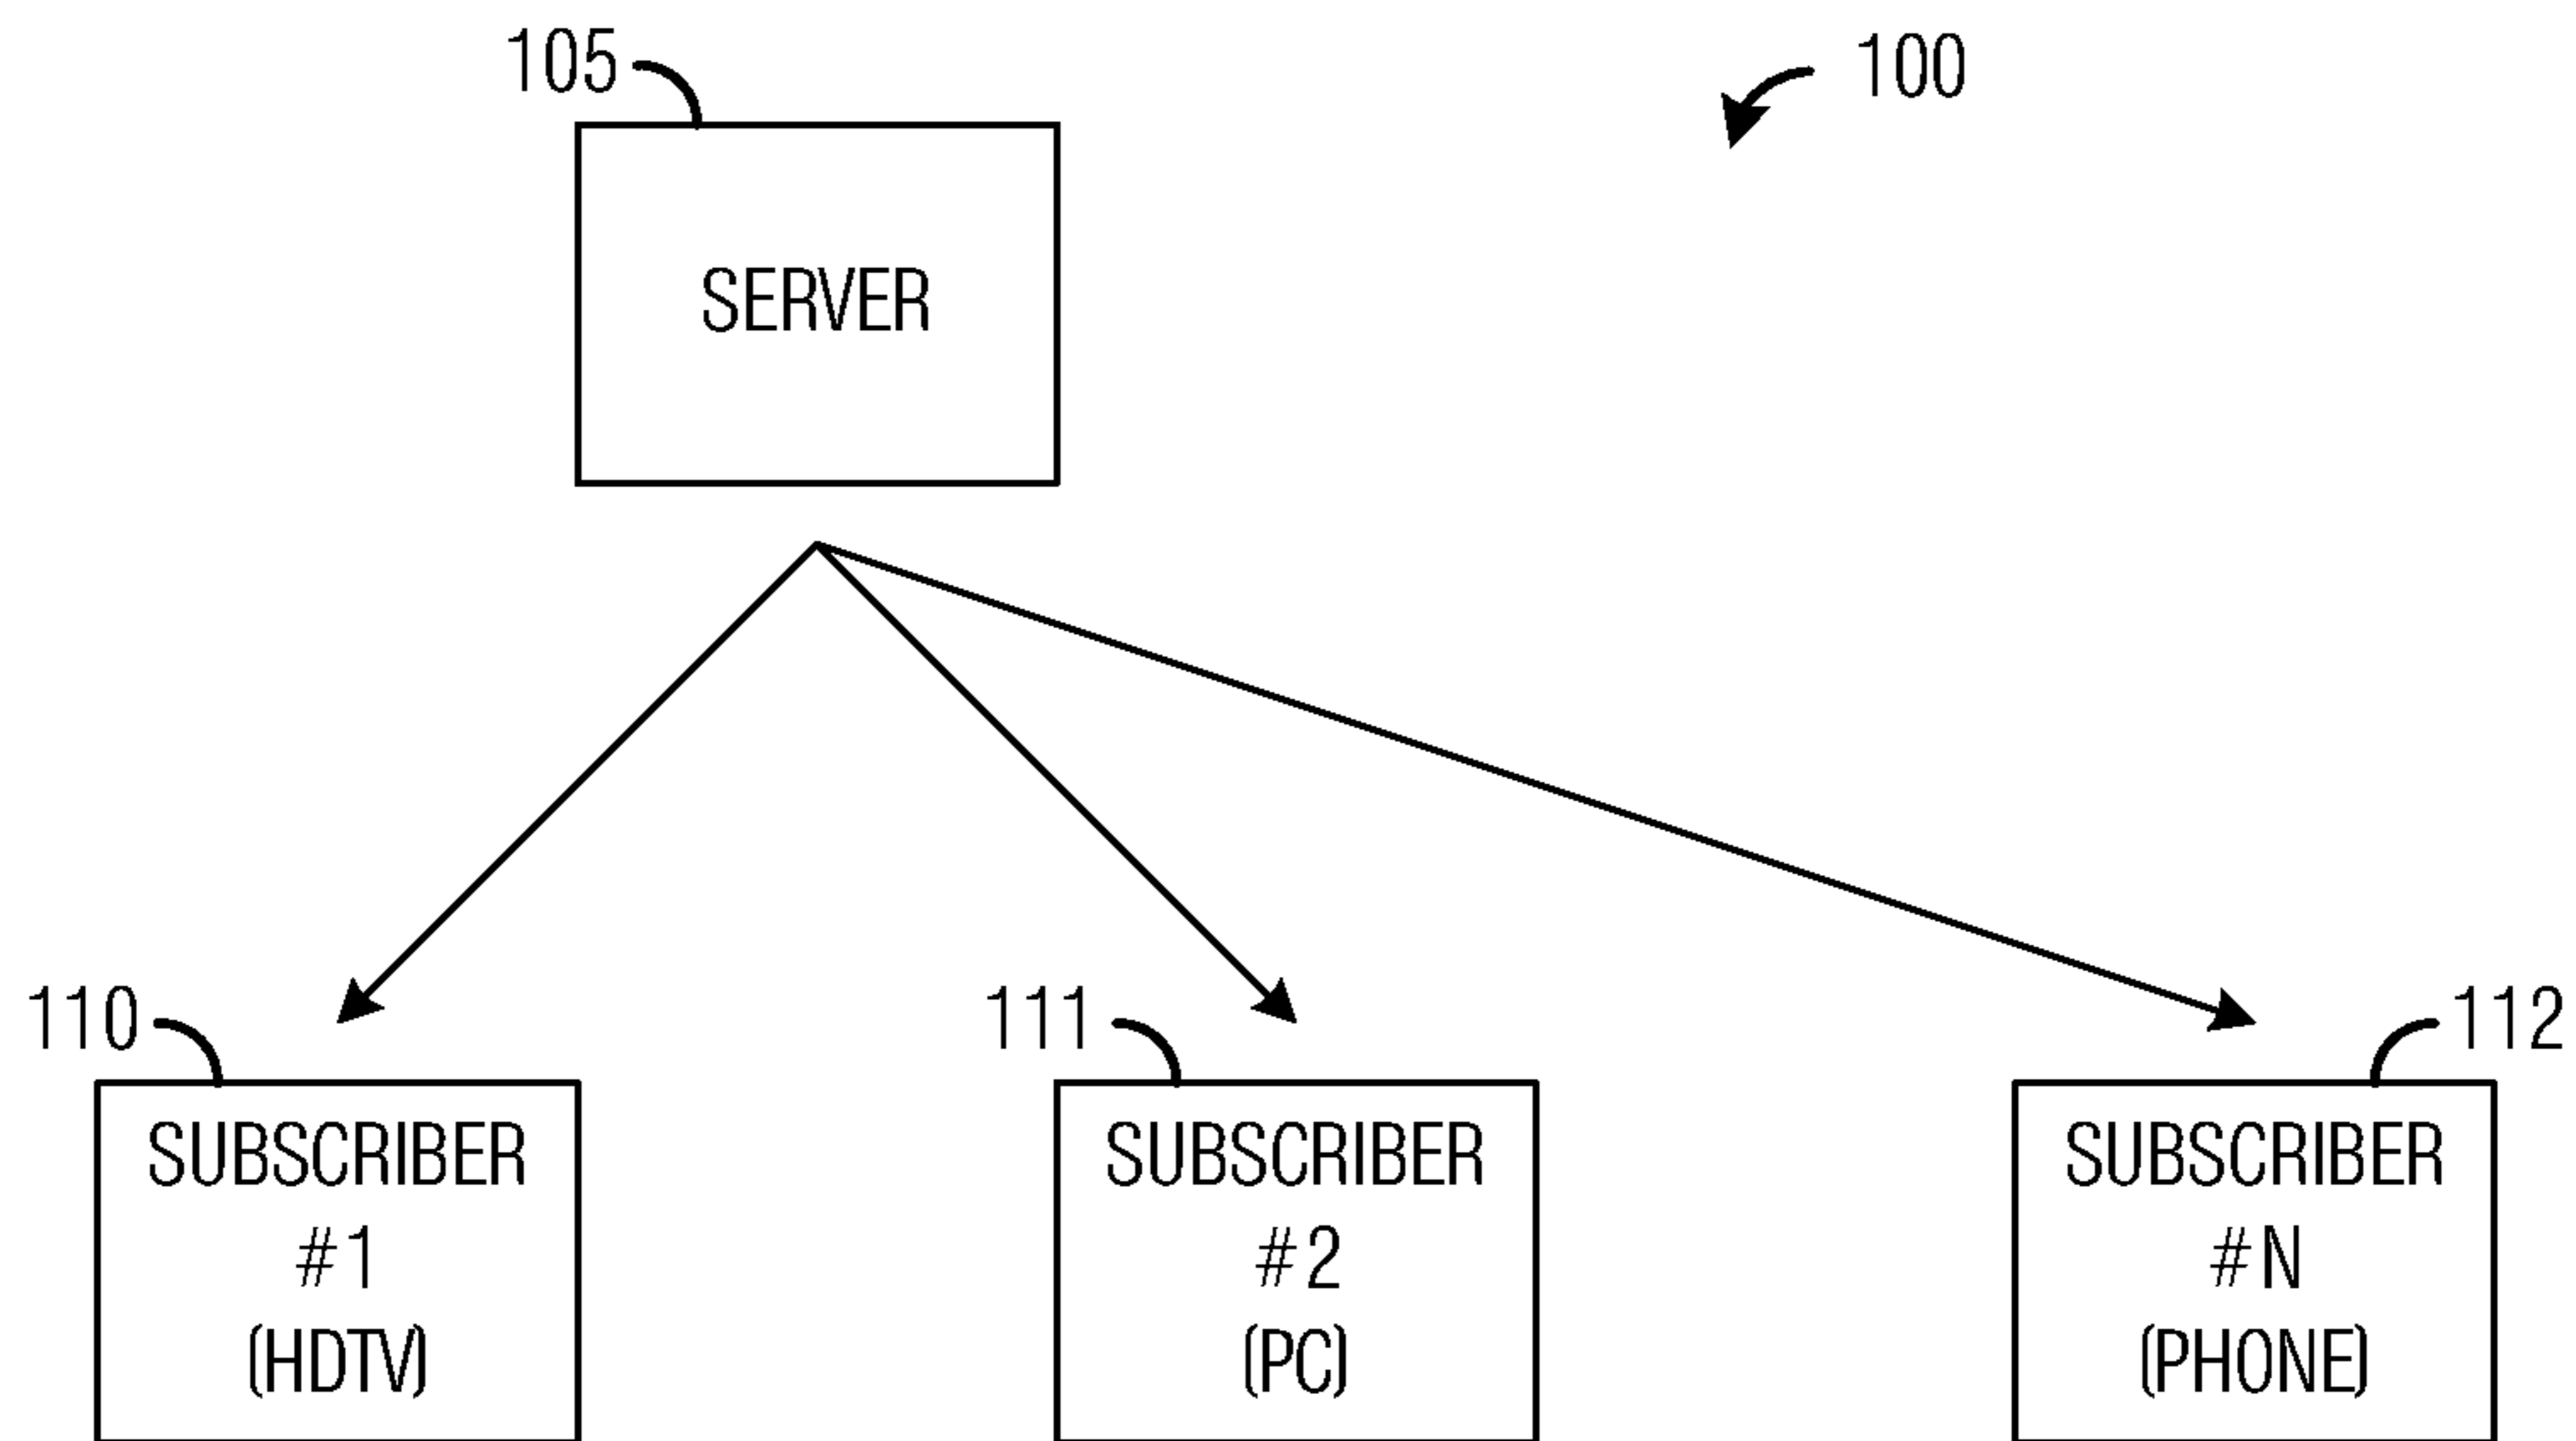 105
100
SERVER
110
111
112
SUBSCRIBER
#1
(HDTV)
SUBSCRIBER
#2
(PC)
SUBSCRIBER
#N
(PHONE)